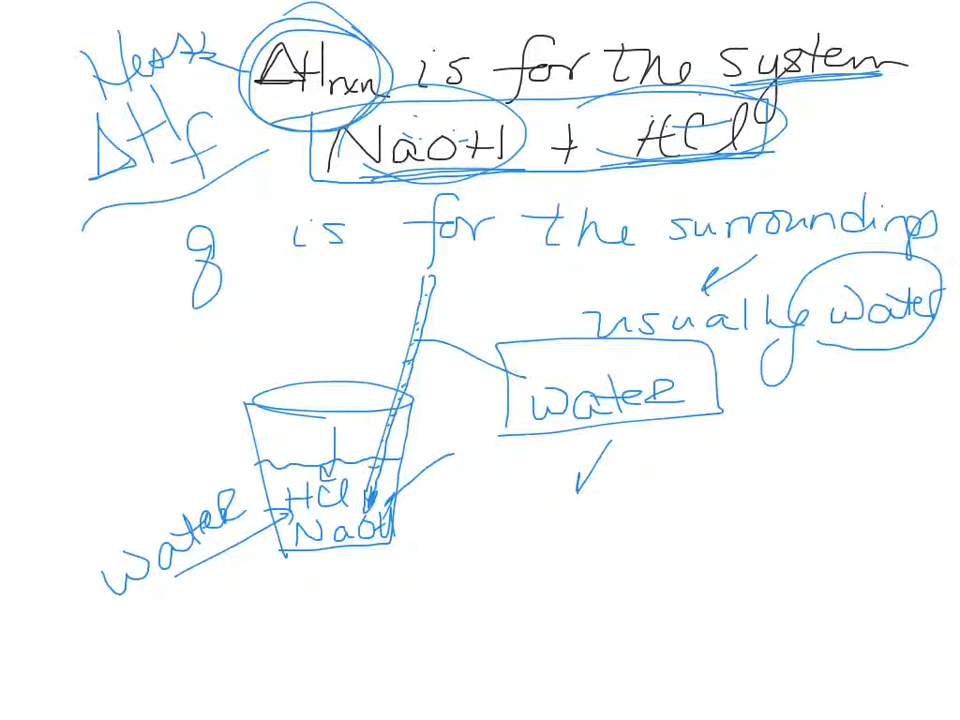 Hess's
ΔHrxn is for the system
ΔHf
NaOH + HCl
q is for the surroundings
usually water
water
HCl
NaOH
water